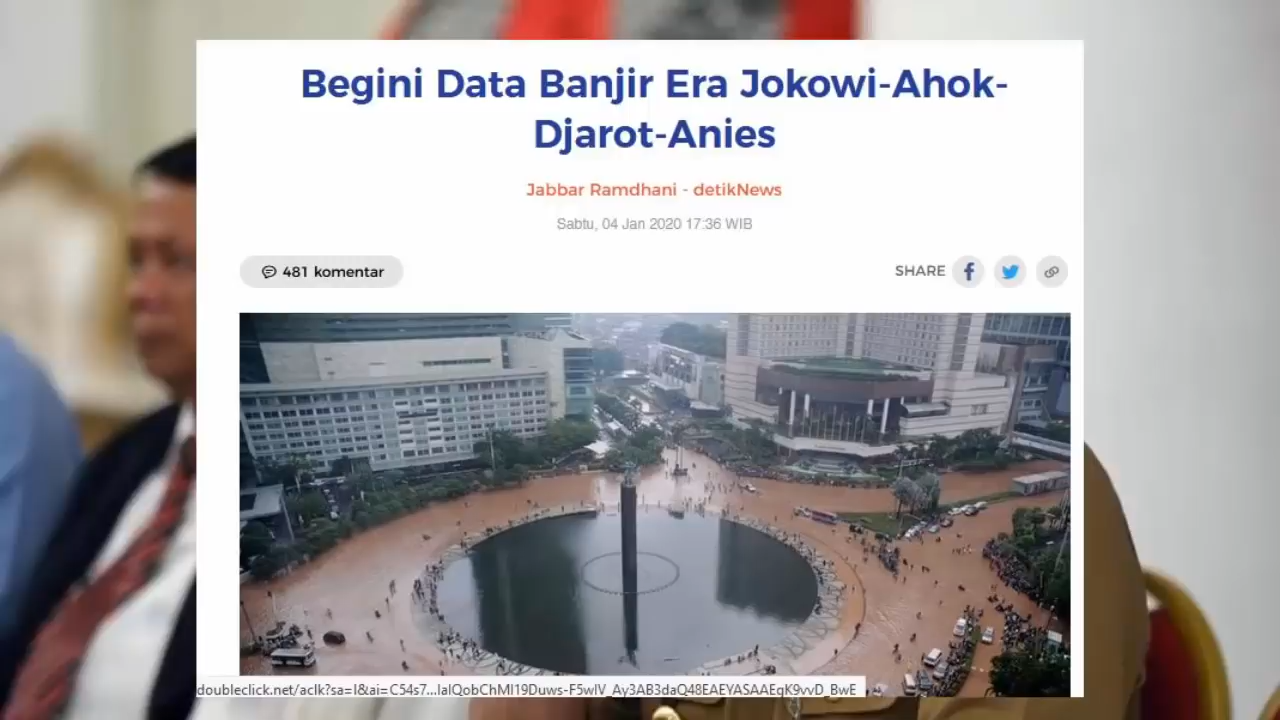 Begini Data Banjir Era Jokowi-Ahok-
Djarot-Anies
Jabbar Ramdhani - detikNews
Sabtu, 04 Jan 2020 17:36 WIB
481 komentar
SHARE
doubleclick.net/aclk?sa=l&ai=C54s7...lalQobChMI19Duws-F5wIV_Ay3AB3daQ48EAEYASAAEgK9vvD_BwE